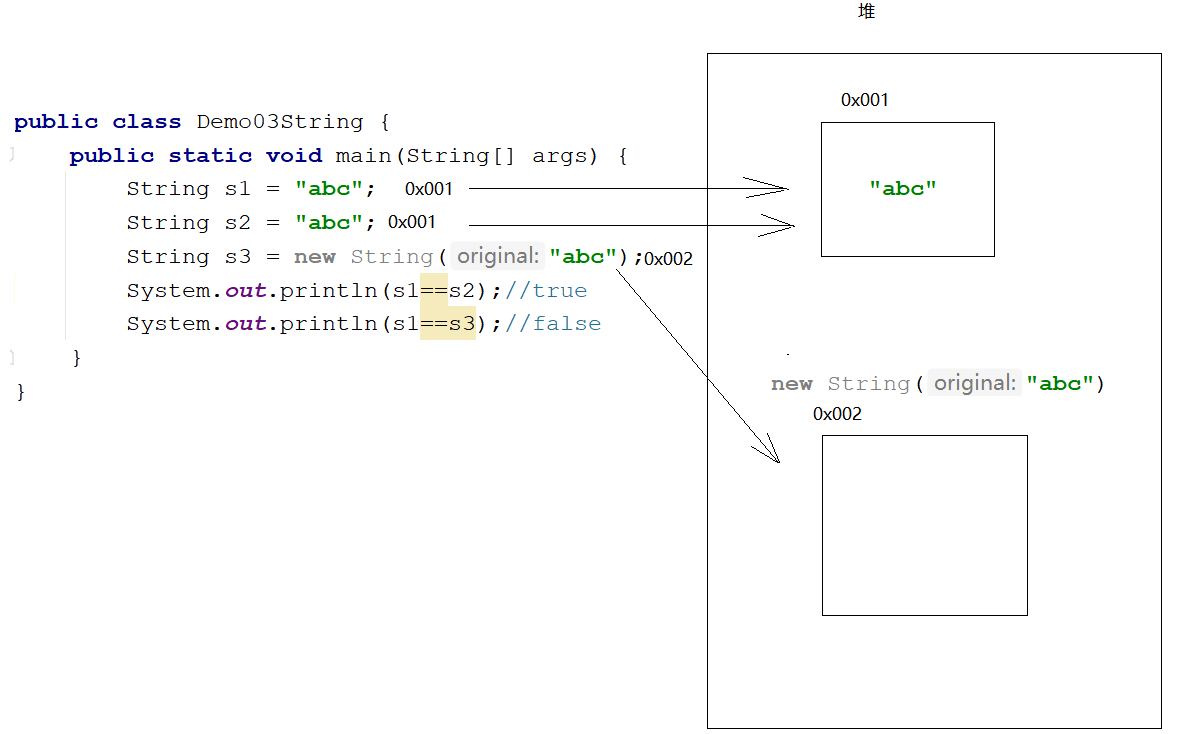 堆
0x001
public class Demo03String {
public static void main(String[] args) {
String s1 = "abc"; 0x001
"abc"
String s2 = "abc"; 0x001
String s3 = new String( original: "abc");0x002
System.out.println(s1==s2);//true
System.out.println(s1==s3);//false
}
new String( original: "abc")
}
0x002